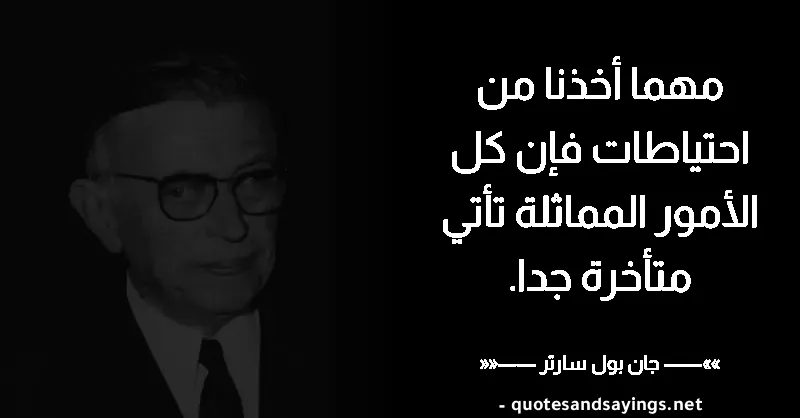 مهما أخذنا من
احتياطات فإن كل
الأمور المماثلة تأتي
متأخرة جدا.
»»—— جان بول سارتر ——««
- quotesandsayings.net